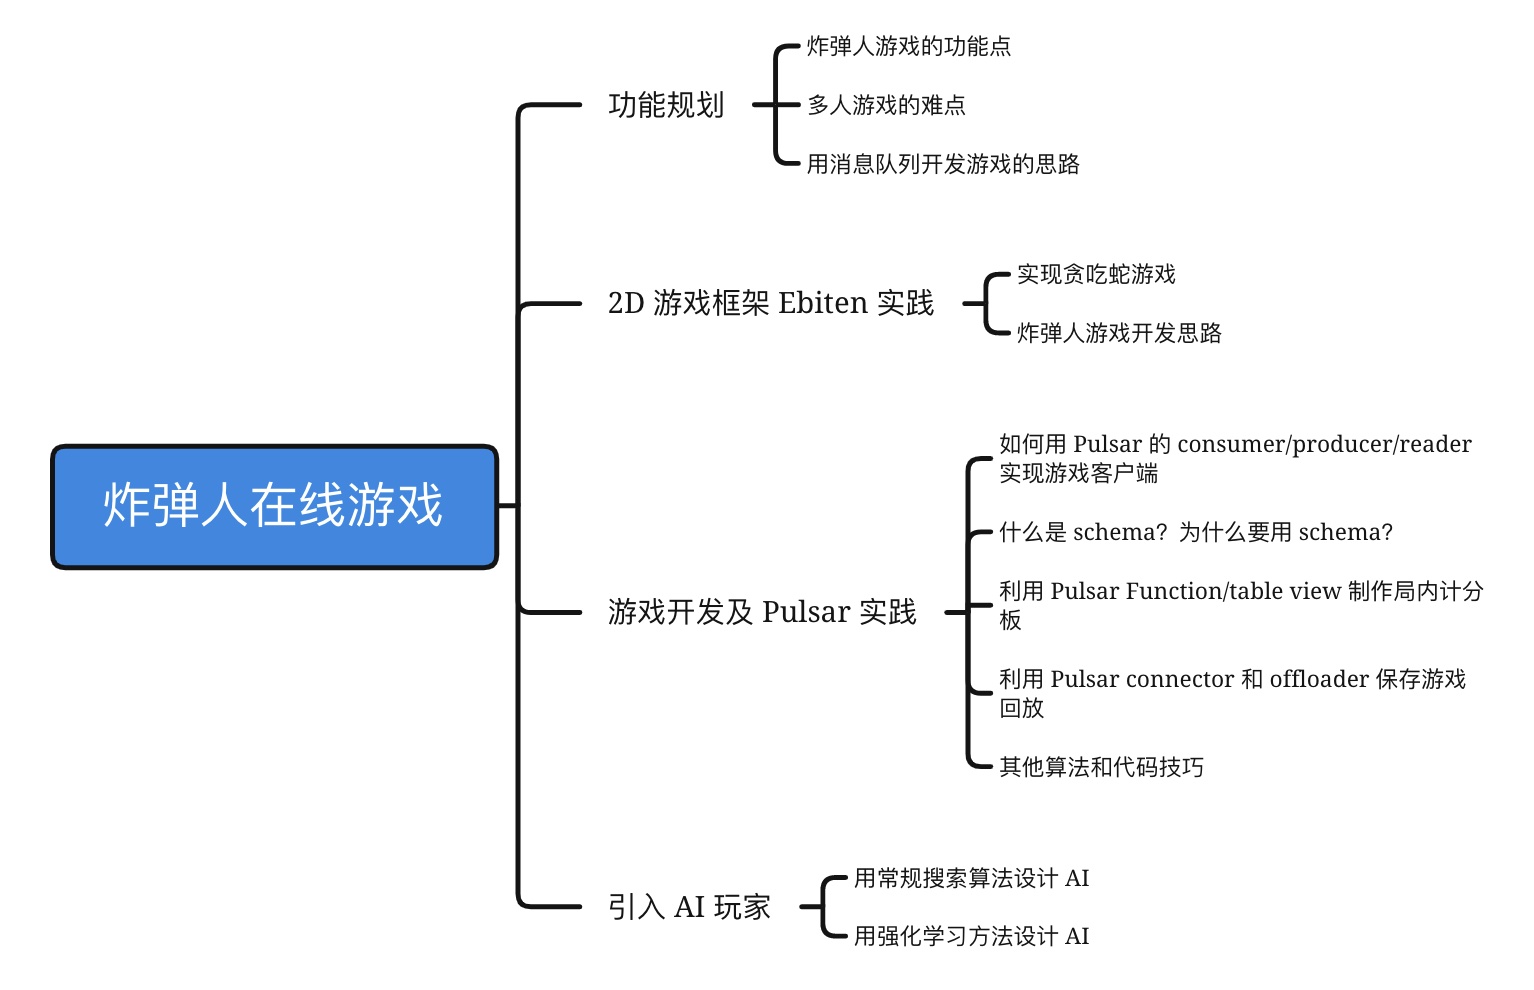 炸弹人在线游戏
功能规划
炸弹人游戏的功能点
多人游戏的难点
用消息队列开发游戏的思路
2D 游戏框架 Ebiten 实践
实现贪吃蛇游戏
炸弹人游戏开发思路
游戏开发及 Pulsar 实践
如何用 Pulsar 的 consumer/producer/reader
实现游戏客户端
什么是 schema？为什么要用 schema？
利用 Pulsar Function/table view 制作局内计分
板
利用 Pulsar connector 和 offloader 保存游戏
回放
其他算法和代码技巧
引入 AI 玩家
用常规搜索算法设计 AI
用强化学习方法设计 AI